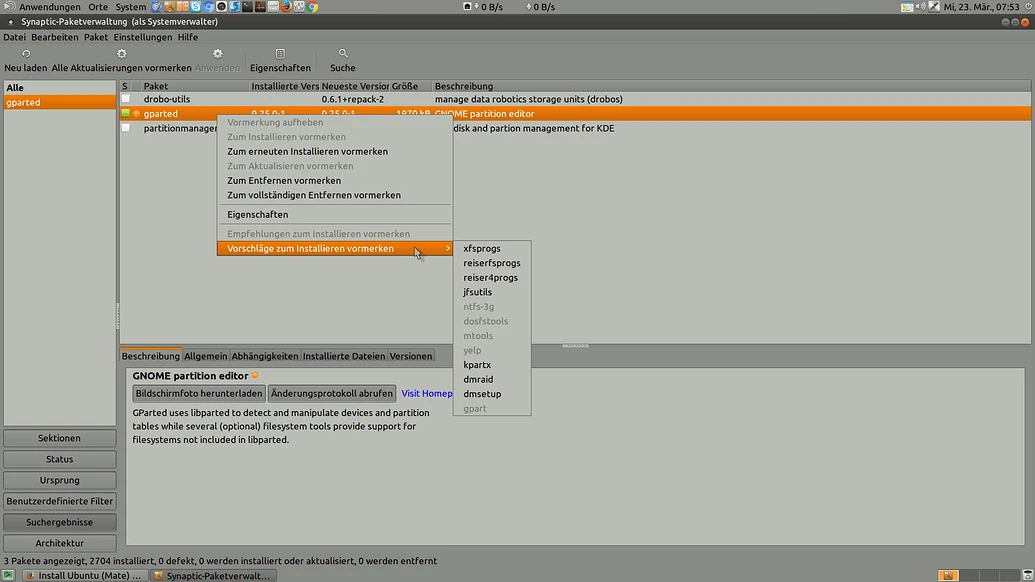 Anwendungen Orte System 0 B/s 0 B/s Mi, 23. Mär., 07:53
Synaptic-Paketverwaltung (als Systemverwalter)
Datei Bearbeiten Paket Einstellungen Hilfe
Neu laden Alle Aktualisierungen vormerken Anwenden Eigenschaften Suche
Alle
gparted
S Paket Installierte Vers Neueste Version Größe Beschreibung
drobo-utils 0.6.1+repack-2 manage data robotics storage units (drobos)
gparted 0.25.0-1 0.25.0-1 1970 kB GNOME partition editor
partitionmanager disk and partion management for KDE
Vormerkung aufheben
Zum Installieren vormerken
Zum erneuten Installieren vormerken
Zum Aktualisieren vormerken
Zum Entfernen vormerken
Zum vollständigen Entfernen vormerken
Eigenschaften
Empfehlungen zum Installieren vormerken
Vorschläge zum Installieren vormerken
xfsprogs
reiserfsprogs
reiser4progs
jfsutils
ntfs-3g
dosfstools
mtools
yelp
kpartx
dmraid
dmsetup
gpart
Beschreibung Allgemein Abhängigkeiten Installierte Dateien Versionen
GNOME partition editor
Bildschirmfoto herunterladen Änderungsprotokoll abrufen Visit Homep
GParted uses libparted to detect and manipulate devices and partition
tables while several (optional) filesystem tools provide support for
filesystems not included in libparted.
Sektionen
Status
Ursprung
Benutzerdefinierte Filter
Suchergebnisse
Architektur
3 Pakete angezeigt, 2704 installiert, 0 defekt, 0 werden installiert oder aktualisiert, 0 werden entfernt
Install Ubuntu (Mate) ... Synaptic-Paketverwalt...